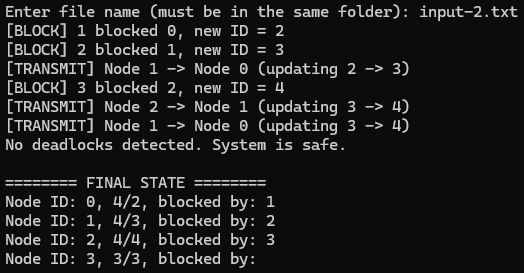 Enter file name (must be in the same folder): input-2.txt
[BLOCK] 1 blocked 0, new ID = 2
[BLOCK] 2 blocked 1, new ID = 3
[TRANSMIT] Node 1 -> Node 0 (updating 2 -> 3)
[BLOCK] 3 blocked 2, new ID = 4
[TRANSMIT] Node 2 -> Node 1 (updating 3 -> 4)
[TRANSMIT] Node 1 -> Node 0 (updating 3 -> 4)
No deadlocks detected. System is safe.
======== FINAL STATE ========
Node ID: 0, 4/2, blocked by: 1
Node ID: 1, 4/3, blocked by: 2
Node ID: 2, 4/4, blocked by: 3
Node ID: 3, 3/3, blocked by: